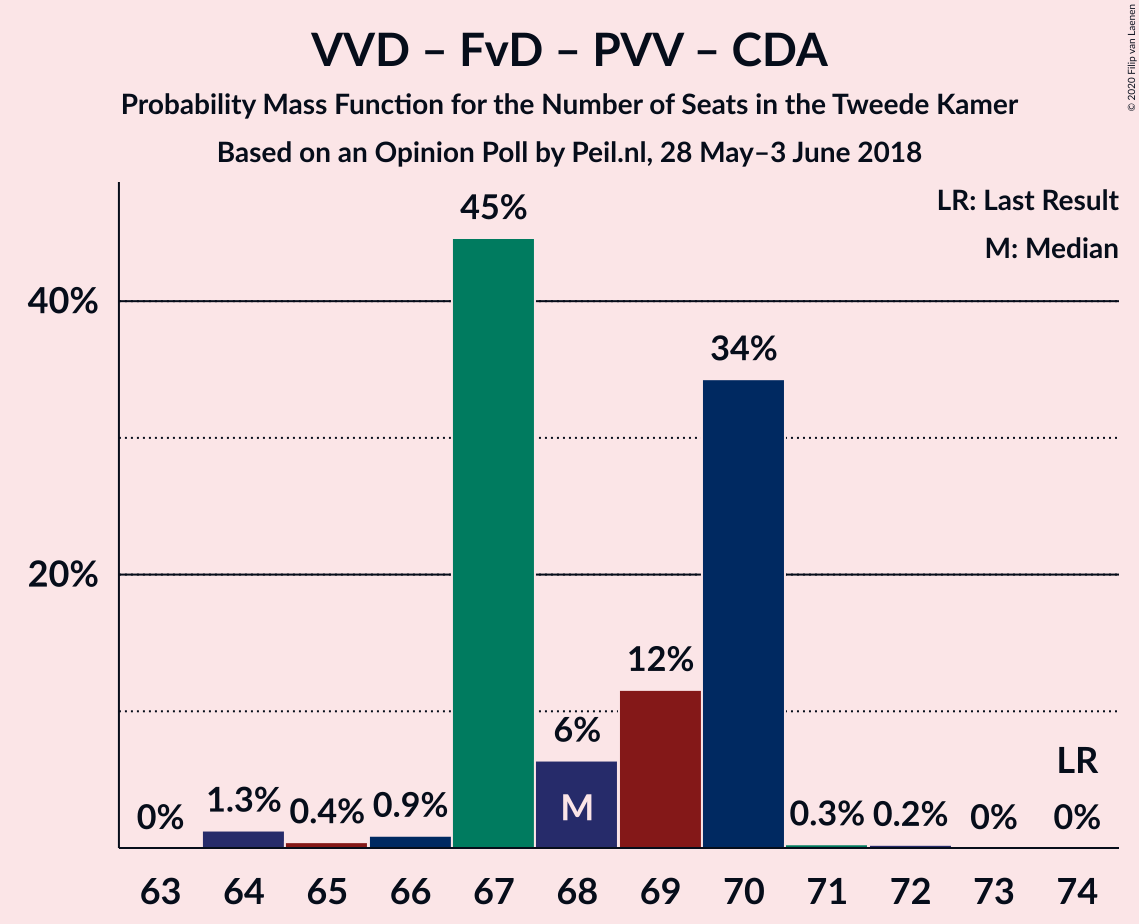 VVD – FvD – PVV – CDA
Probability Mass Function for the Number of Seats in the Tweede Kamer
Based on an Opinion Poll by Peil.nl, 28 May–3 June 2018
© 2020 Filip van Laenen
LR: Last Result
M: Median
45%
40%
34%
20%
12%
6%
LR
0%
1.3%
0.4%
0.9%
M
0.3%
0.2%
0%
0%
63 64 65 66 67 68 69 70 71 72 73 74